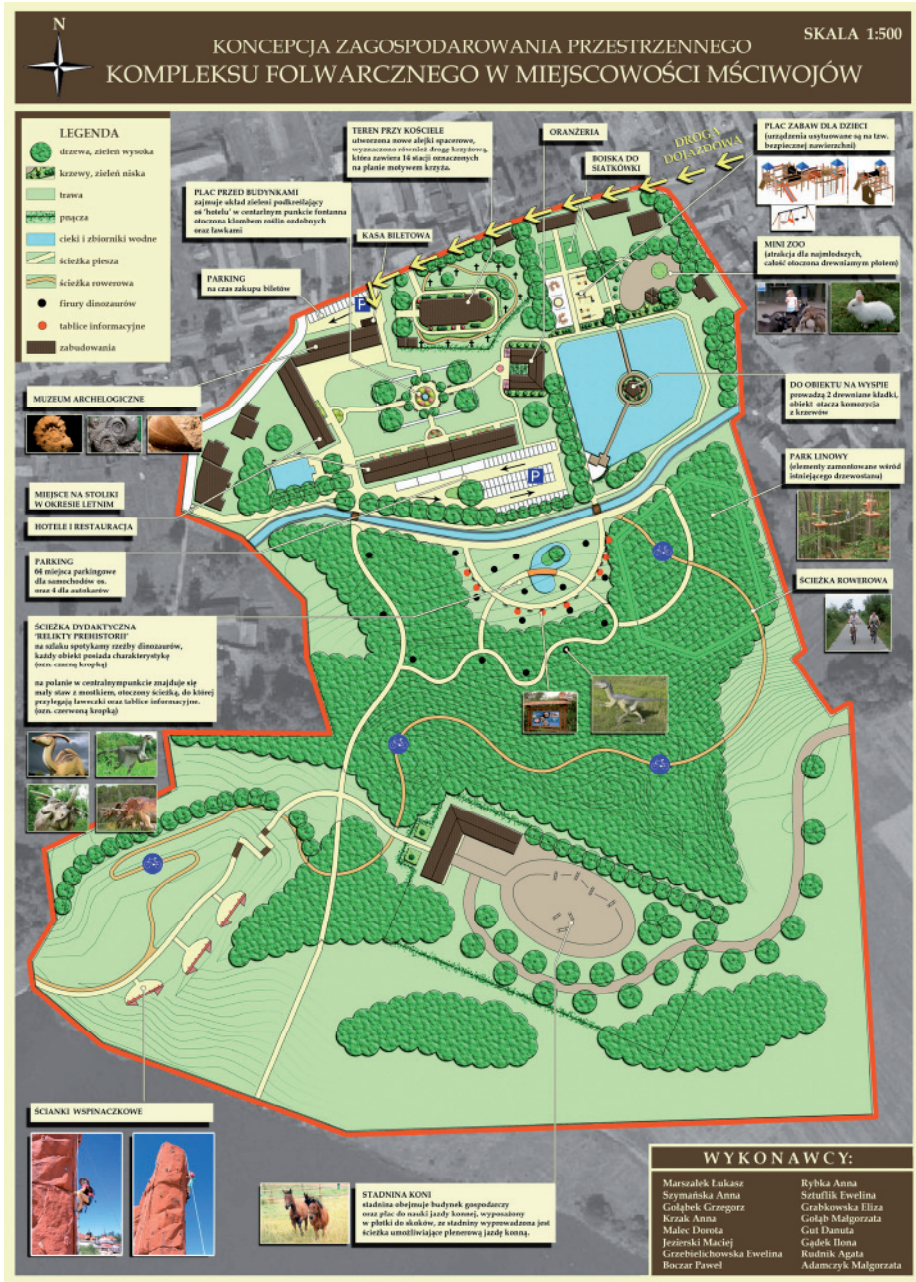 N
SKALA 1:500
KONCEPCJA ZAGOSPODAROWANIA PRZESTRZENNEGO
KOMPLEKSU FOLWARCZNEGO W MIEJSCOWOŚCI MŚCIWOJÓW
LEGENDA
drzewa, zieleń wysoka
krzewy, zieleń niska
trawa
pnącza
cieki i zbiorniki wodne
ścieżka piesza
ścieżka rowerowa
firury dinozaurów
tablice informacyjne
zabudowania
TEREN PRZY KOŚCIELE
utworzona nowe alejki spacerowe,
wyznaczono również drogę krzyżową,
która zawiera 14 stacji oznaczonych
na planie motywem krzyża.
ORANŻERIA
BOISKA DO
SIATKÓWKI
DROGA
DOJAZDOWA
PLAC ZABAW DLA DZIECI
(urządzenia usytuowane są na tzw.
bezpiecznej nawierzchni)
PLAC PRZED BUDYNKAMI
zajmuje układ zieleni podkreślający
oś 'hotelu' w centarlnym punkcie fontanna
otoczona klombem roślin ozdobnych
oraz ławkami
KASA BILETOWA
PARKING
na czas zakupu biletów
P
MINI ZOO
(atrakcja dla najmłodszych,
całość otoczona drewniamym płotem)
MUZEUM ARCHELOGICZNE
DO OBIEKTU NA WYSPIE
prowadzą 2 drewniane kładki,
obiekt otacza komozycja
z krzewów
P
PARK LINOWY
(elementy zamontowane wśród
istniejącego drzewostanu)
MIEJSCE NA STOLIKI
W OKRESIE LETNIM
HOTELE I RESTAURACJA
PARKING
64 miejsca parkingowe
dla samochodów os.
oraz 4 dla autokarów
ŚCIEŻKA ROWEROWA
ŚCIEŻKA DYDAKTYCZNA
'RELIKTY PREHISTORII'
na szlaku spotykamy rzeźby dinozaurów,
każdy obiekt posiada charakterystykę
(ozn. czarną kropką)
na polanie w centralnympunkcie znajduje się
mały staw z mostkiem, otoczony ścieżką, do której
przylegają ławeczki oraz tablice informacyjne.
(ozn. czerwoną kropką)
ŚCIANKI WSPINACZKOWE
STADNINA KONI
stadnina obejmuje budynek gospodarczy
oraz plac do nauki jazdy konnej, wyposażony
w płotki do skoków, ze stadniny wyprowadzona jest
ścieżka umożliwiające plenerową jazdę konną.
WYKONAWCY:
Marszałek Łukasz
Szymańska Anna
Gołąbek Grzegorz
Krzak Anna
Malec Dorota
Jezierski Maciej
Grzebielichowska Ewelina
Boczar Paweł
Rybka Anna
Sztuflik Ewelina
Grabkowska Eliza
Gołąb Małgorzata
Gut Danuta
Gądek Ilona
Rudnik Agata
Adamczyk Małgorzata